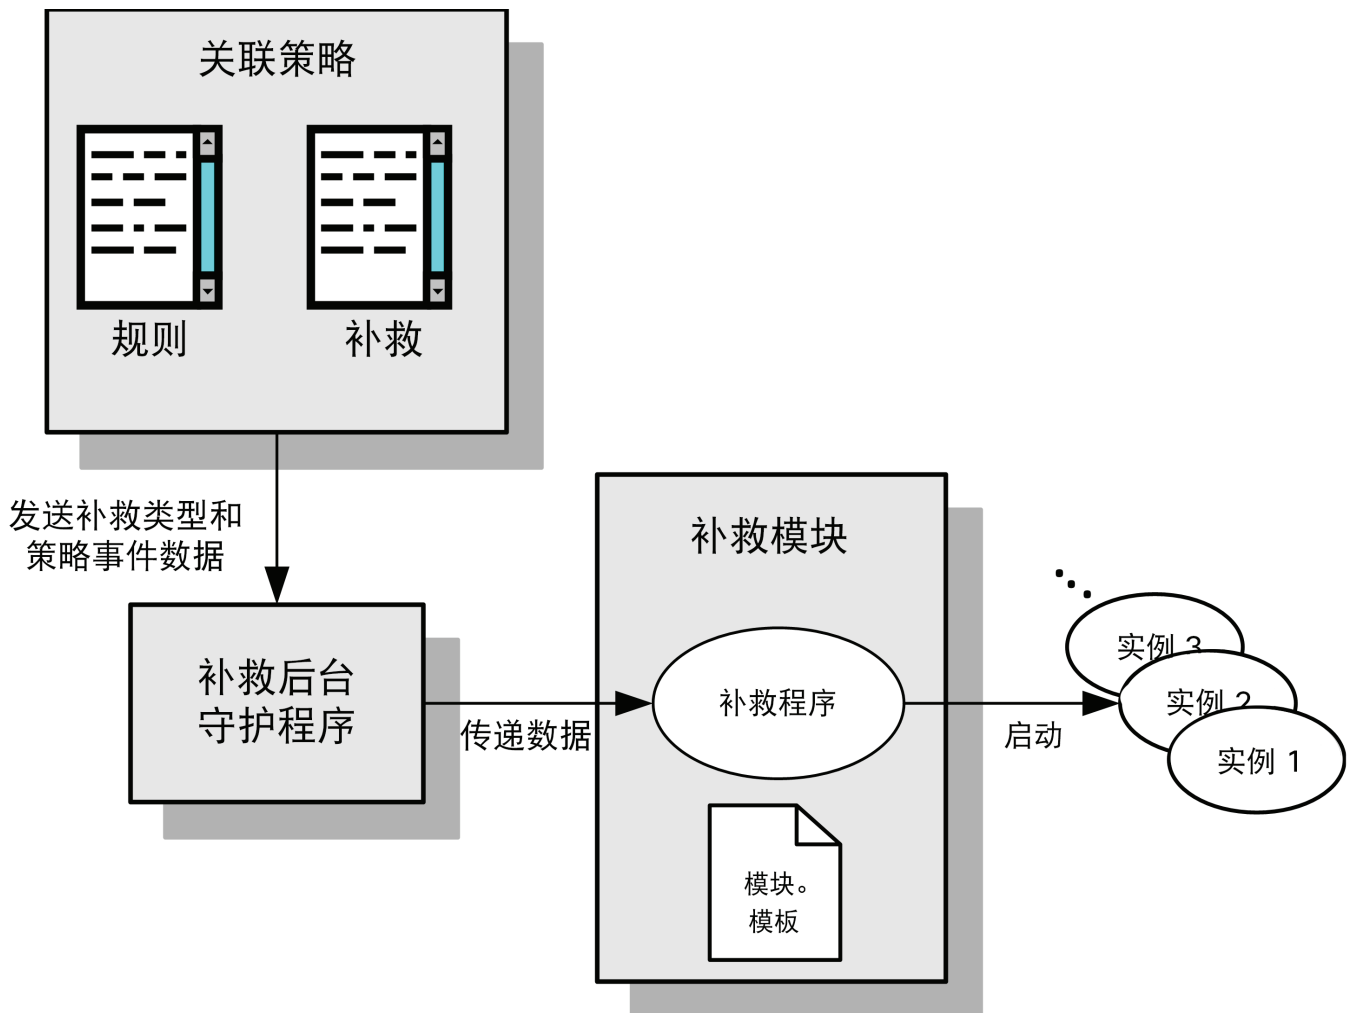 关联策略
规则
补救
发送补救类型和
策略事件数据
补救后台
守护程序
传递数据
补救模块
补救程序
模块。
模板
启动
实例 3
实例 2
实例 1